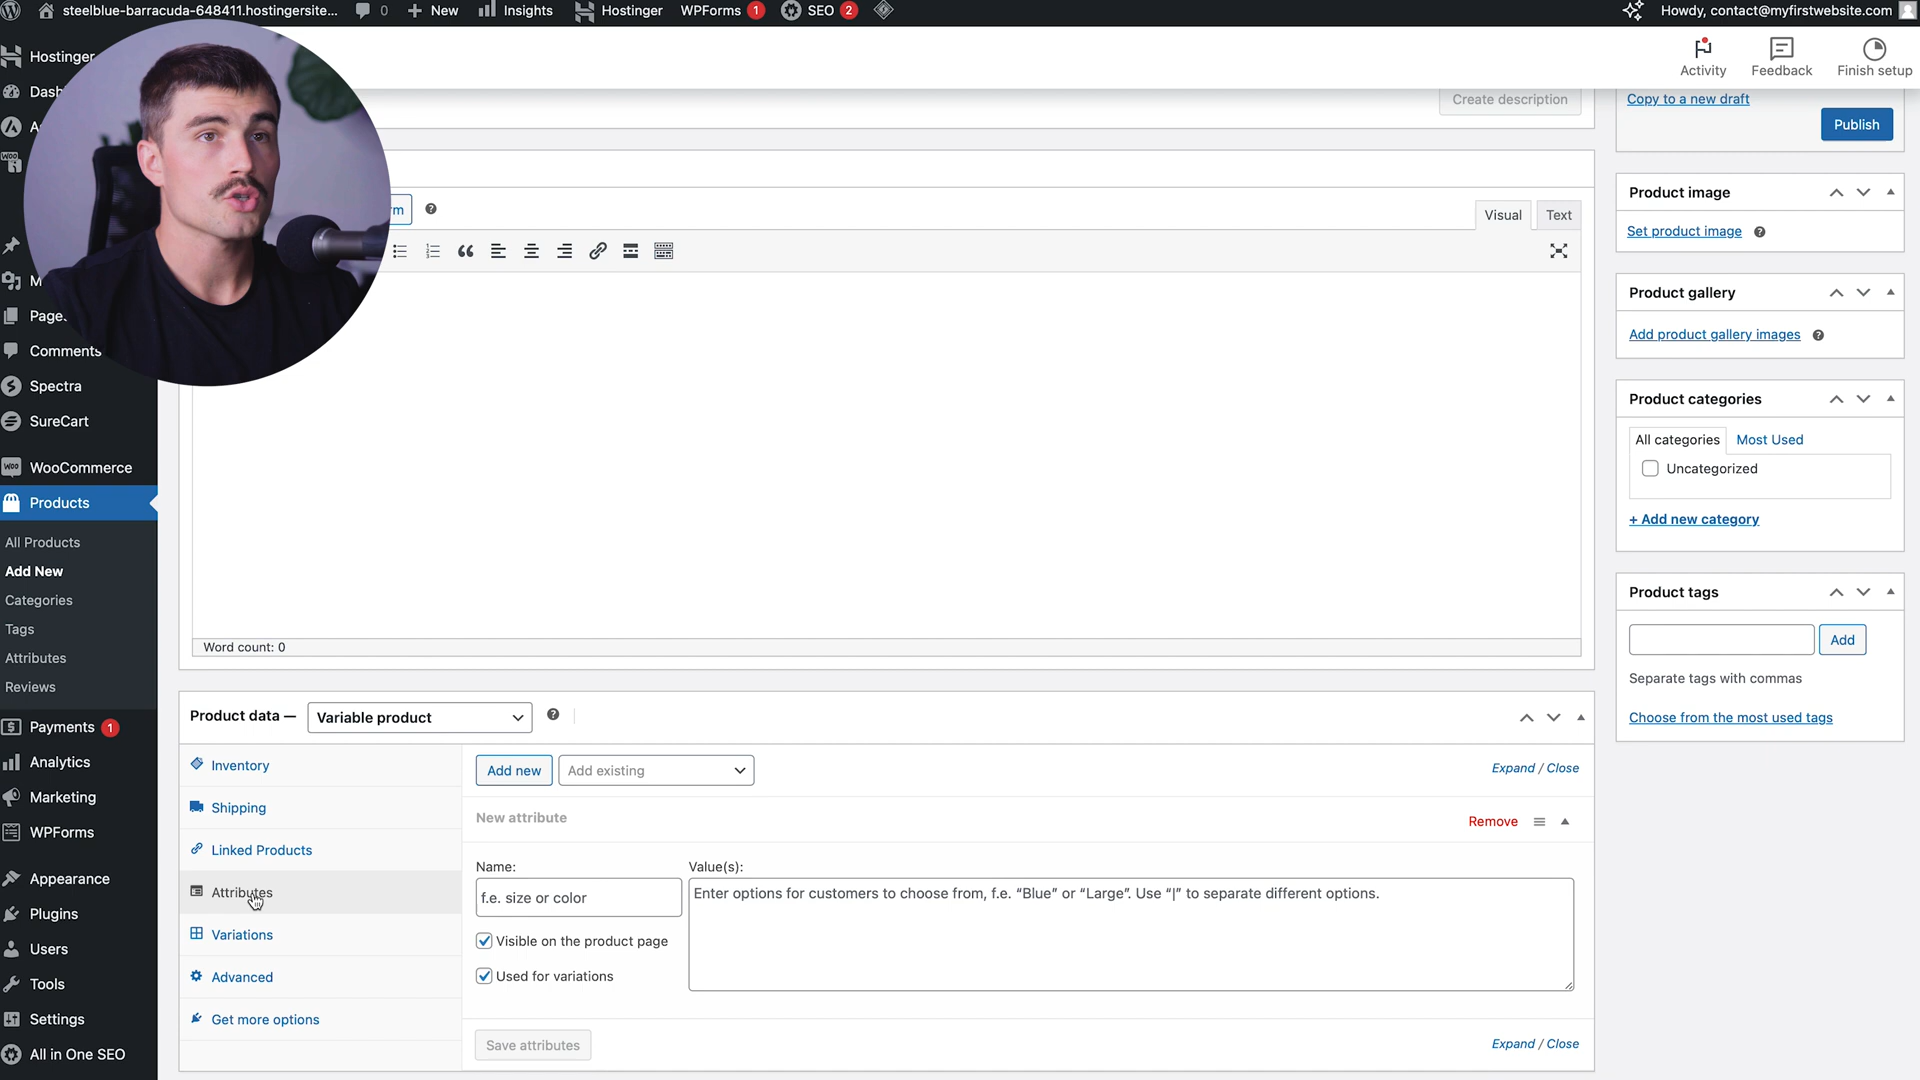 steelblue-barracuda-648411.hostingersite... 0 New Insights Hostinger WPForms 1 SEO 2 Howdy, contact@myfirstwebsite.com
Hostinger
Activity Feedback Finish setup
Create description
Copy to a new draft
Publish
Visual Text
Product image
Set product image
Product gallery
Add product gallery images
Product categories
All categories Most Used
Uncategorized
+ Add new category
Product tags
Add
Separate tags with commas
Choose from the most used tags
Comments
Spectra
SureCart
WooCommerce
Products
All Products
Add New
Categories
Tags
Attributes
Reviews
Payments 1
Analytics
Marketing
WPForms
Appearance
Plugins
Users
Tools
Settings
All in One SEO
Word count: 0
Product data — Variable product
Inventory
Shipping
Linked Products
Attributes
Variations
Advanced
Get more options
Add new Add existing Expand / Close
New attribute Remove
Name: Value(s):
f.e. size or color Enter options for customers to choose from, f.e. “Blue” or “Large”. Use “|” to separate different options.
Visible on the product page
Used for variations
Save attributes Expand / Close